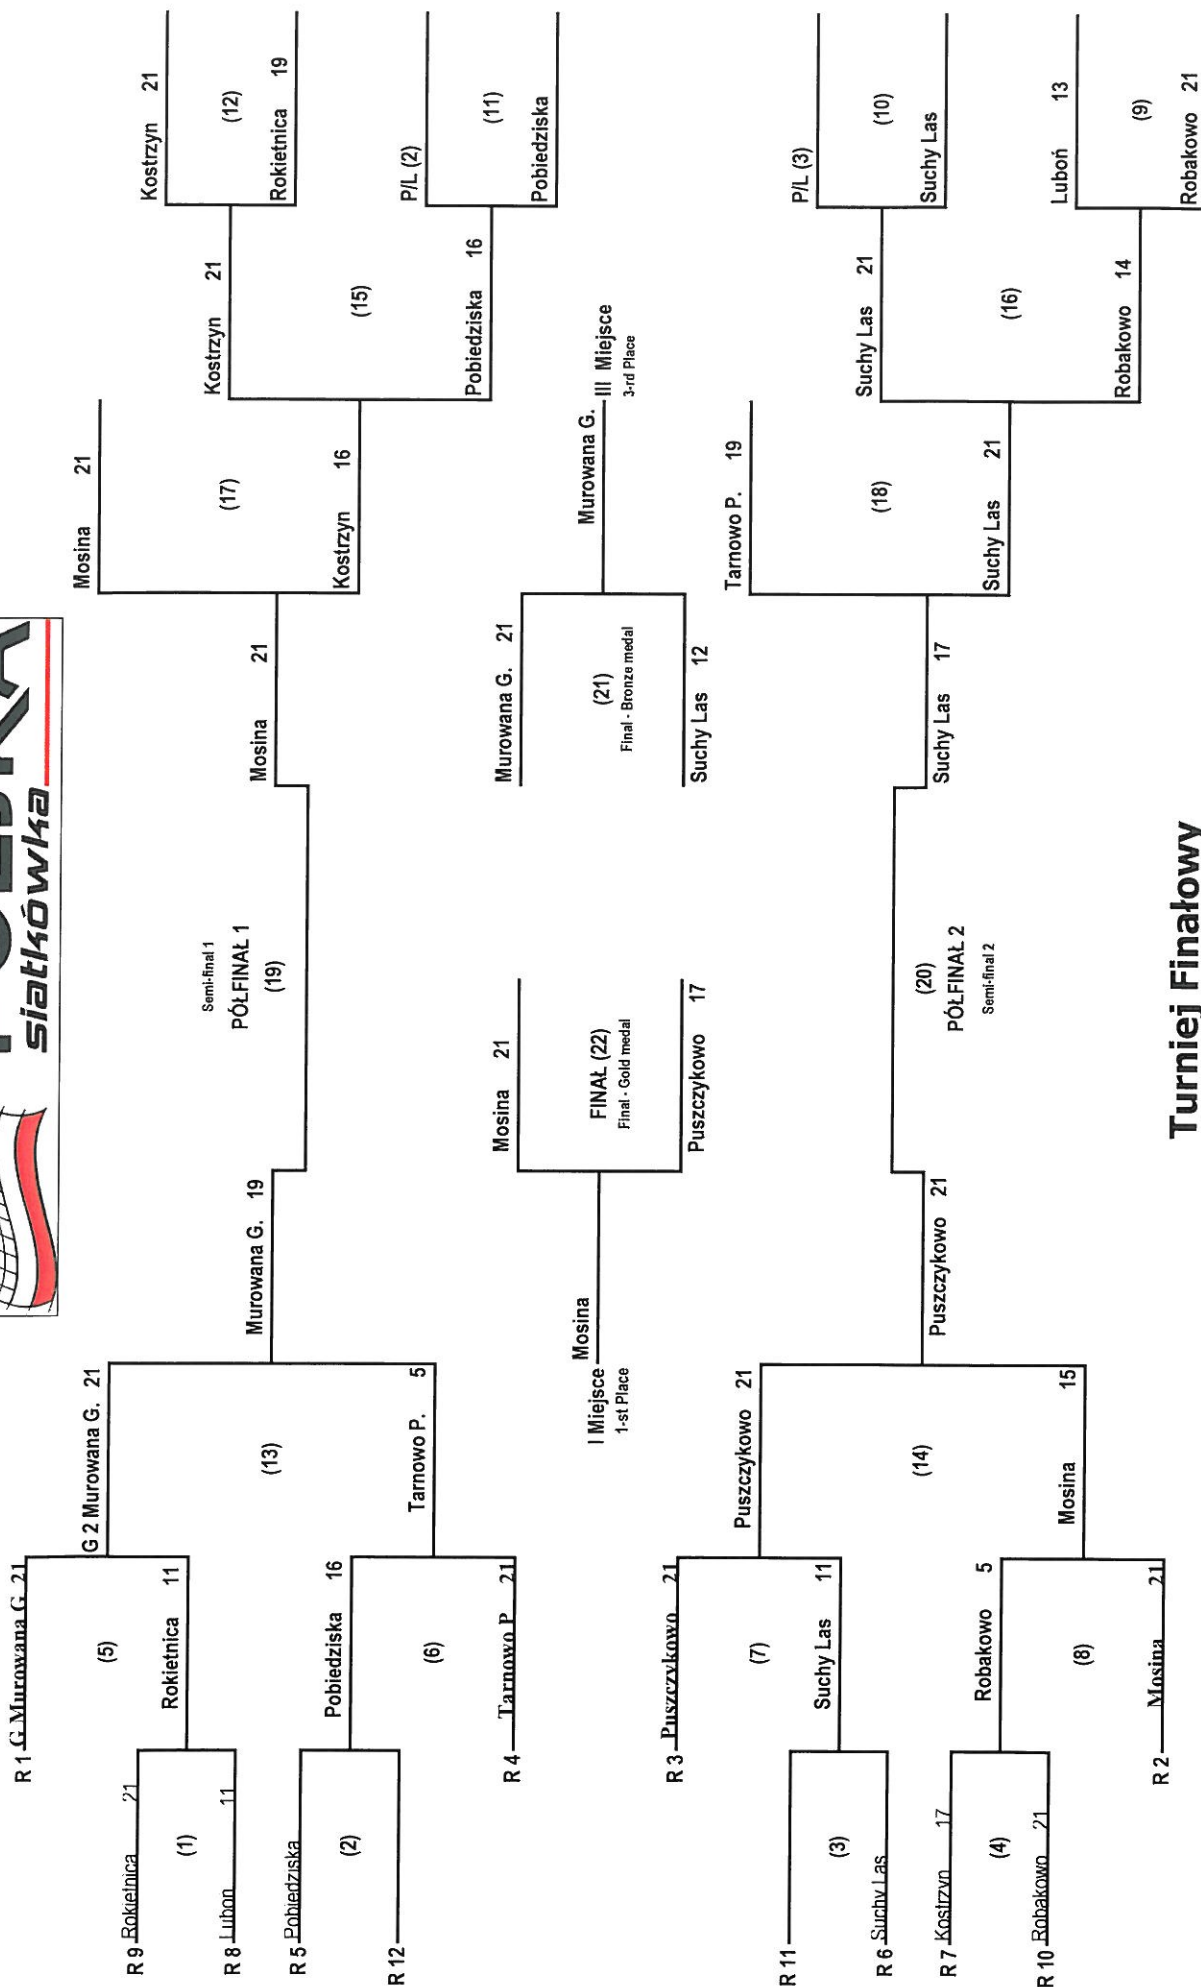 siatkówka
R 1 G Murowana G 21
R 9 Rokietnica 21
(1)
R 8 Lubon 11
(5)
Rokietnica 11
R 5 Pobiedziska
(2)
R 12
Pobiedziska 16
(6)
R 4 Tarnowo P 21
G 2 Murowana G. 21
(13)
Tarnowo P. 5
R 3 Puszczykowo 21
(7)
R 11
(3)
R 6 Suchy Las
Suchy Las 11
R 7 Kostrzyn 17
(4)
R 10 Robakowo 21
Robakowo 5
(8)
R 2 Mosina 21
Puszczykowo 21
(14)
Mosina 15
Murowana G. 19
Semi-final 1
PÓŁFINAŁ 1
(19)
Mosina 21
I Miejsce Mosina
1-st Place
Mosina 21
FINAŁ (22)
Final - Gold medal
Puszczykowo 17
Puszczykowo 21
(20)
PÓŁFINAŁ 2
Semi-final 2
Suchy Las 17
Murowana G. 21
(21)
Final - Bronze medal
Suchy Las 12
Murowana G. III Miejsce
3-rd Place
Mosina 21
(17)
Kostrzyn 16
Kostrzyn 21
(15)
Pobiedziska 16
Kostrzyn 21
(12)
Rokietnica 19
P/L (2)
(11)
Pobiedziska
Tarnowo P. 19
(18)
Suchy Las 21
Suchy Las 21
(16)
Robakowo 14
P/L (3)
(10)
Suchy Las
Luboń 13
(9)
Robakowo 21
Turniej Finałowy